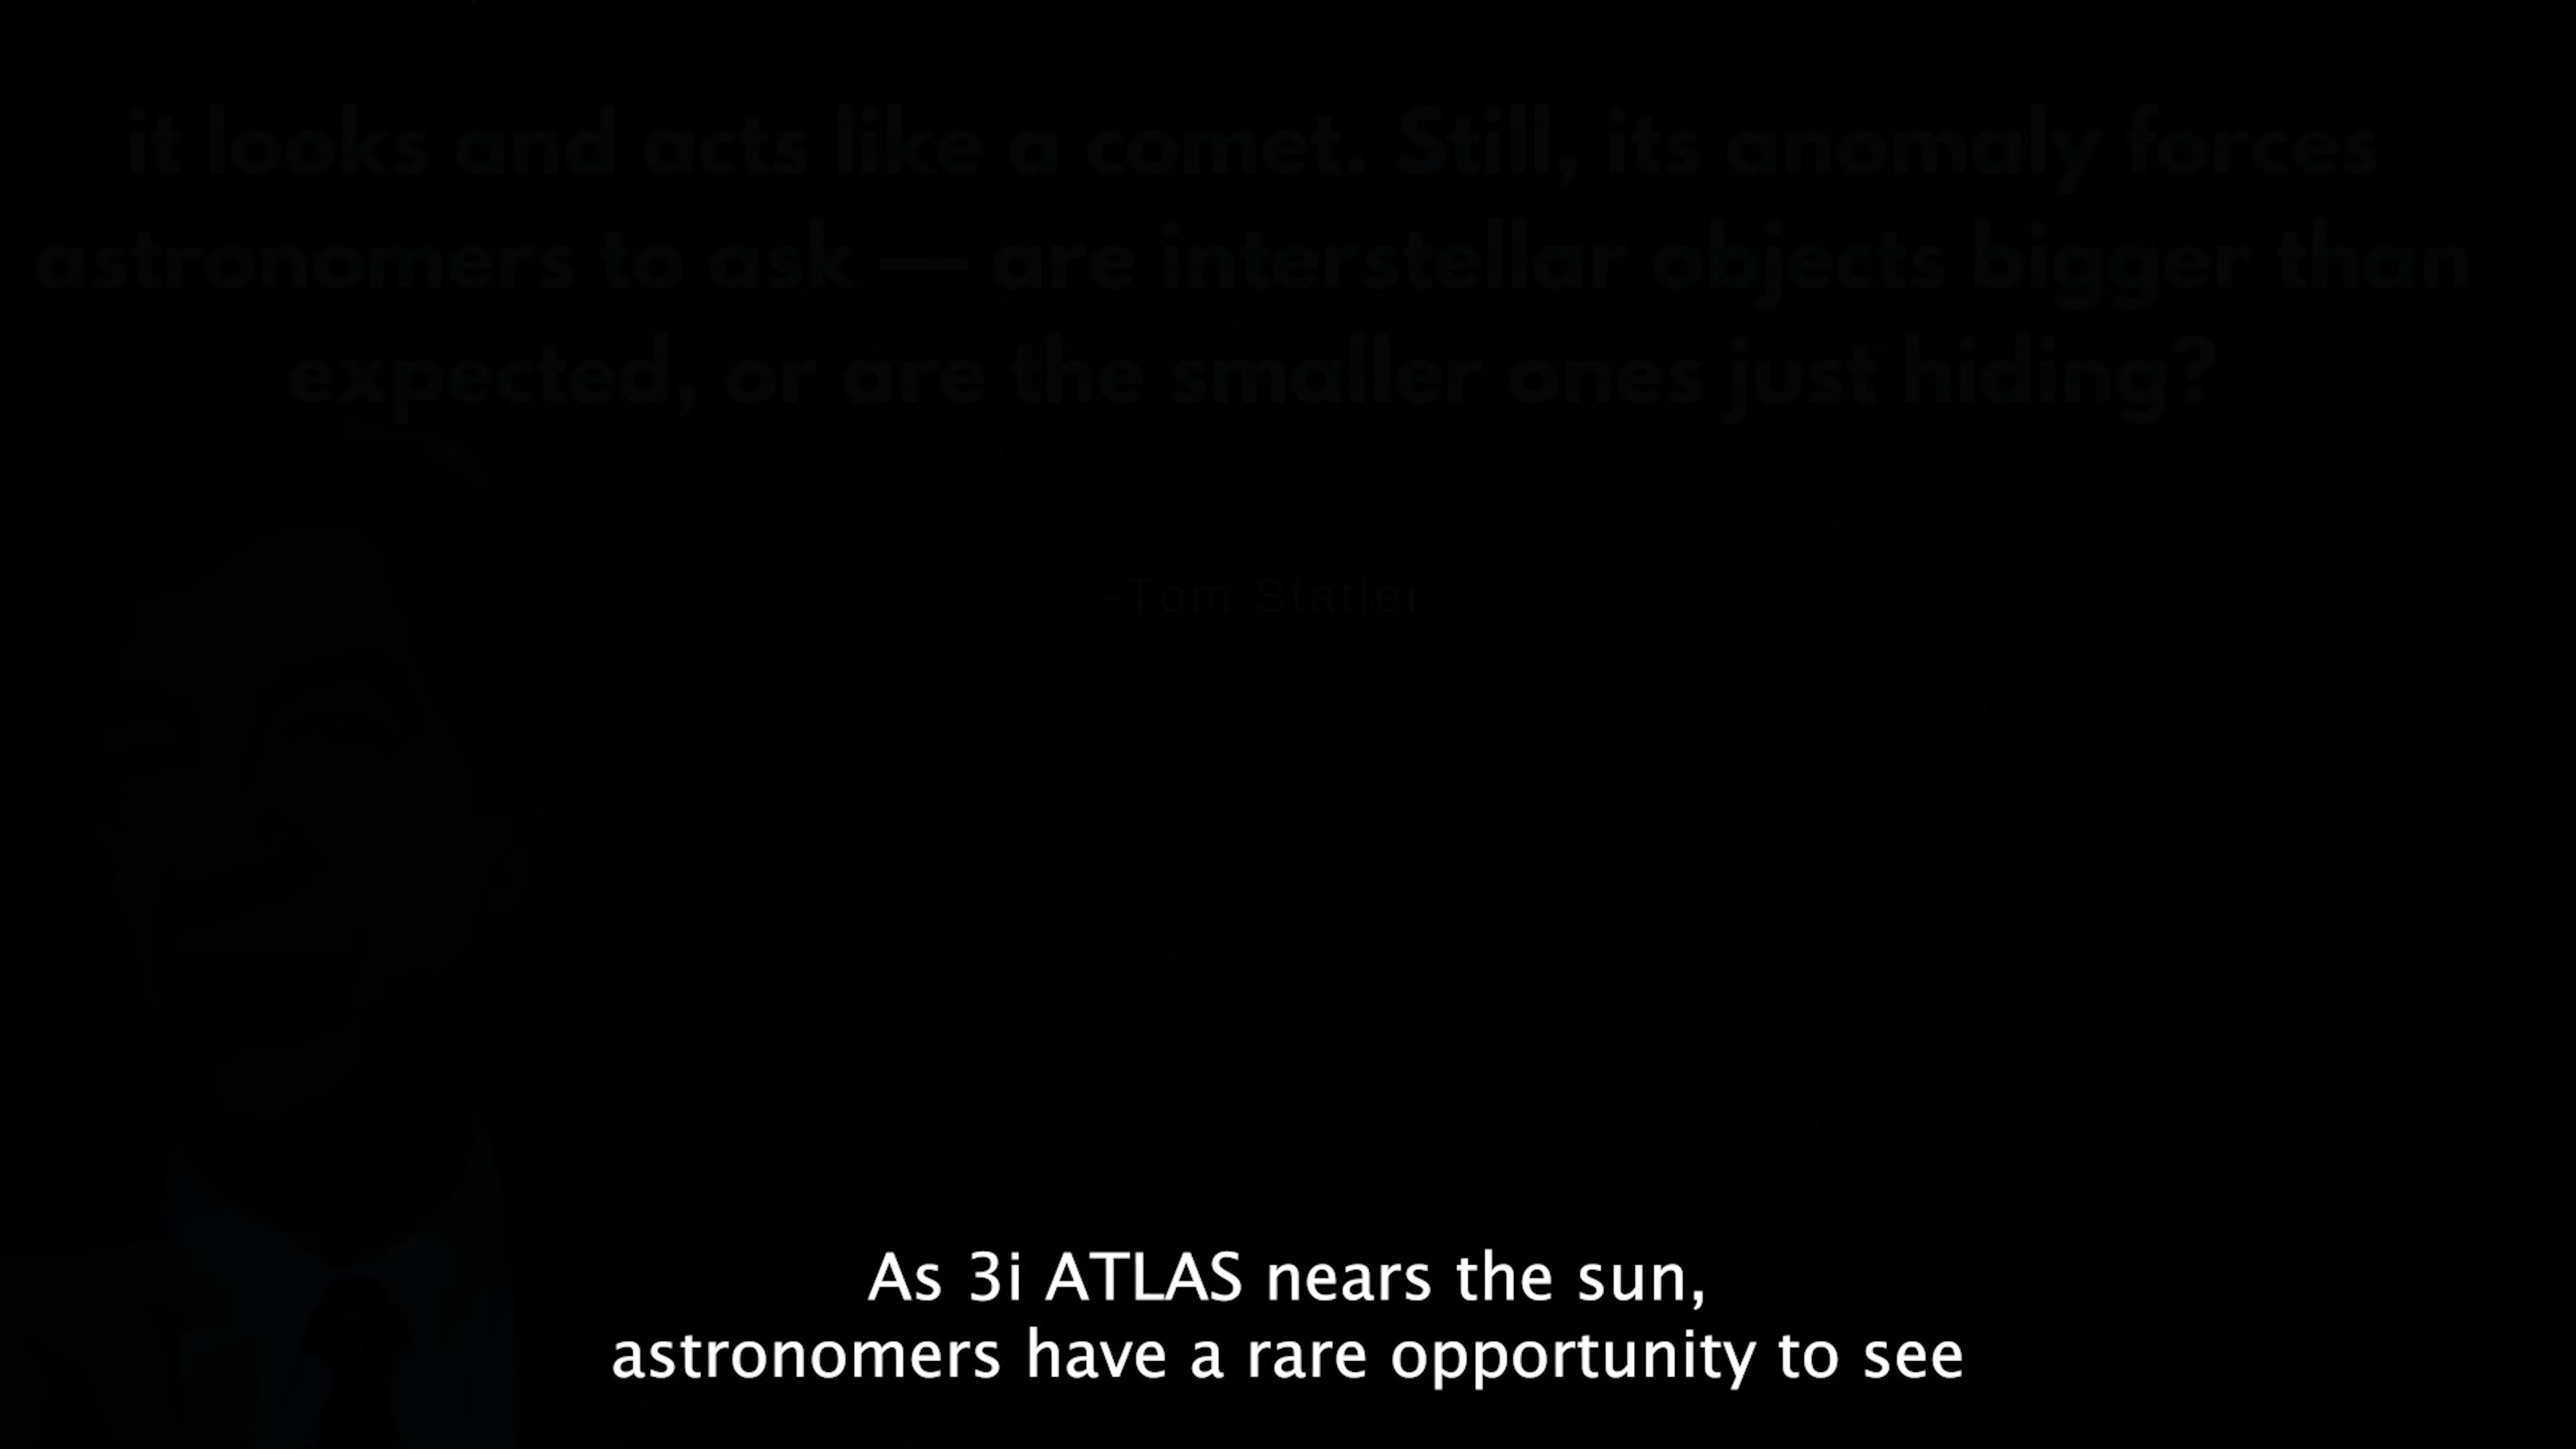 it looks and acts like a comet. Still, its anomaly forces
astronomers to ask — are interstellar objects bigger than
expected, or are the smaller ones just hiding?
-Tom Statler
As 3i ATLAS nears the sun,
astronomers have a rare opportunity to see